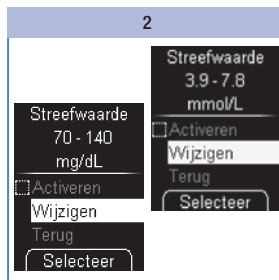 2
Streefwaarde
70 - 140
mg/dL
Activeren
Wijzigen
Terug
Selecteer
Streefwaarde
3.9 - 7.8
mmol/L
Activeren
Wijzigen
Terug
Selecteer